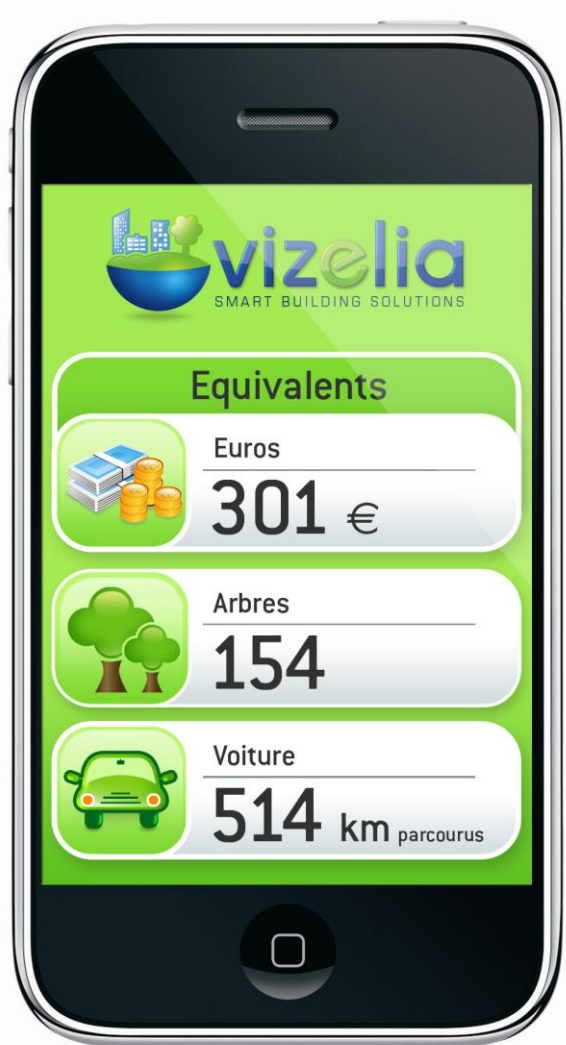 vizelia
SMART BUILDING SOLUTIONS
Equivalents
Euros
301 €
Arbres
154
Voiture
514 km parcourus